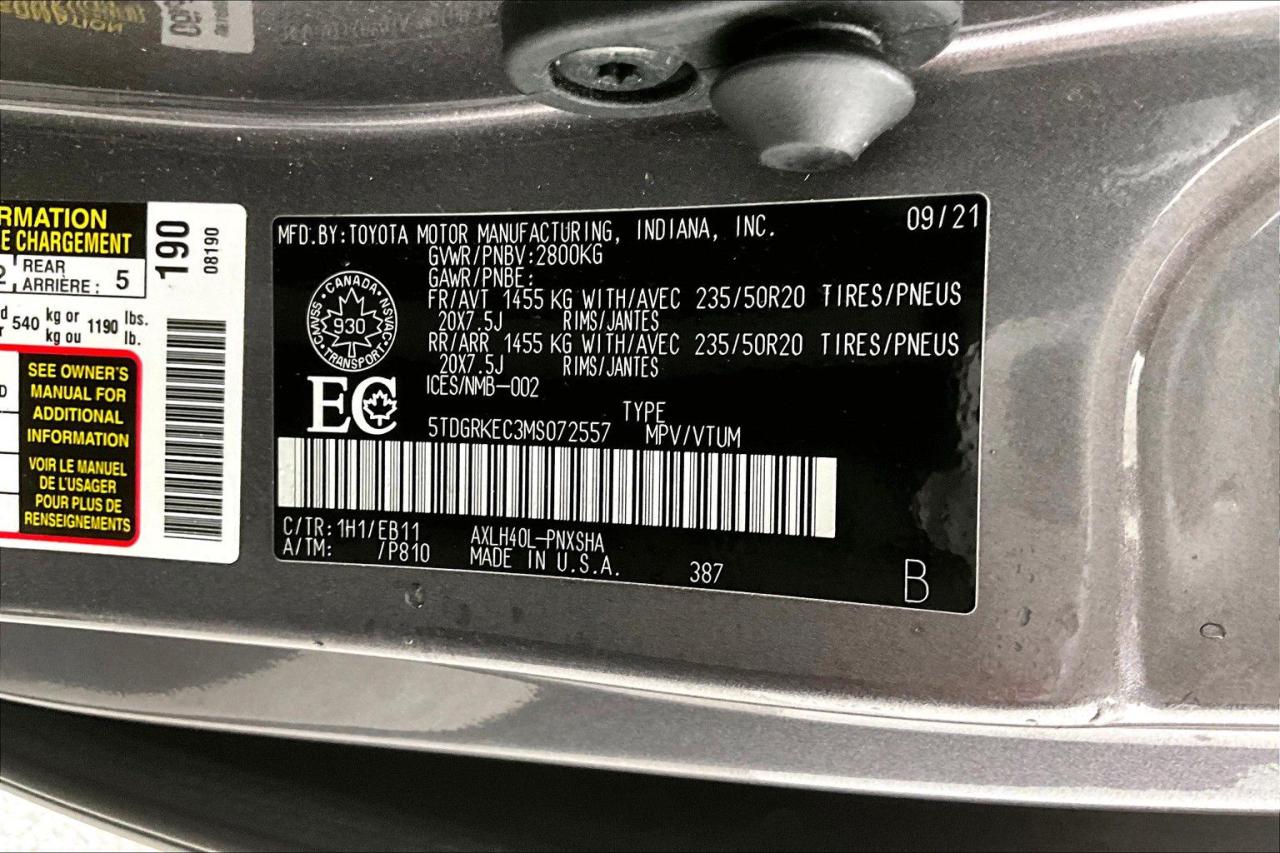 RMATION
E CHARGEMENT
2 REAR
ARRIÈRE : 5
540 kg or 1190 lbs.
kg ou lb.
SEE OWNER'S
MANUAL FOR
ADDITIONAL
INFORMATION
VOIR LE MANUEL
DE L'USAGER
POUR PLUS DE
RENSEIGNEMENTS
190
08190
MFD.BY:TOYOTA MOTOR MANUFACTURING, INDIANA, INC. 09/21
GVWR/PNBV:2800KG
GAWR/PNBE:
FR/AVT 1455 KG WITH/AVEC 235/50R20 TIRES/PNEUS
20X7.5J RIMS/JANTES
RR/ARR 1455 KG WITH/AVEC 235/50R20 TIRES/PNEUS
20X7.5J RIMS/JANTES
ICES/NMB-002
CANADA
CMVSS NSVAC
930
TRANSPORT
EC
TYPE
5TDGRKEC3MS072557 MPV/VTUM
C/TR:1H1/EB11 AXLH40L-PNXSHA
A/TM: /P810 MADE IN U.S.A. 387
B